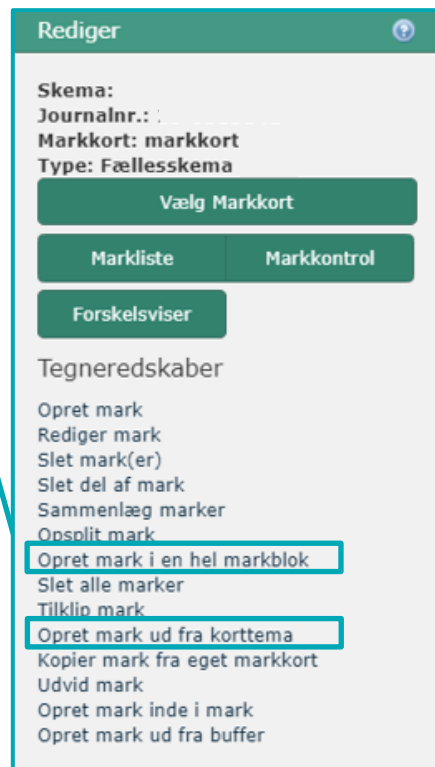 Rediger
Skema:
Journalnr.:
Markkort: markkort
Type: Fællesskema
Vælg Markkort
Markliste Markkontrol
Forskelsviser
Tegneredskaber
Opret mark
Rediger mark
Slet mark(er)
Slet del af mark
Sammenlæg marker
Opsplit mark
Opret mark i en hel markblok
Slet alle marker
Tilklip mark
Opret mark ud fra korttema
Kopier mark fra eget markkort
Udvid mark
Opret mark inde i mark
Opret mark ud fra buffer